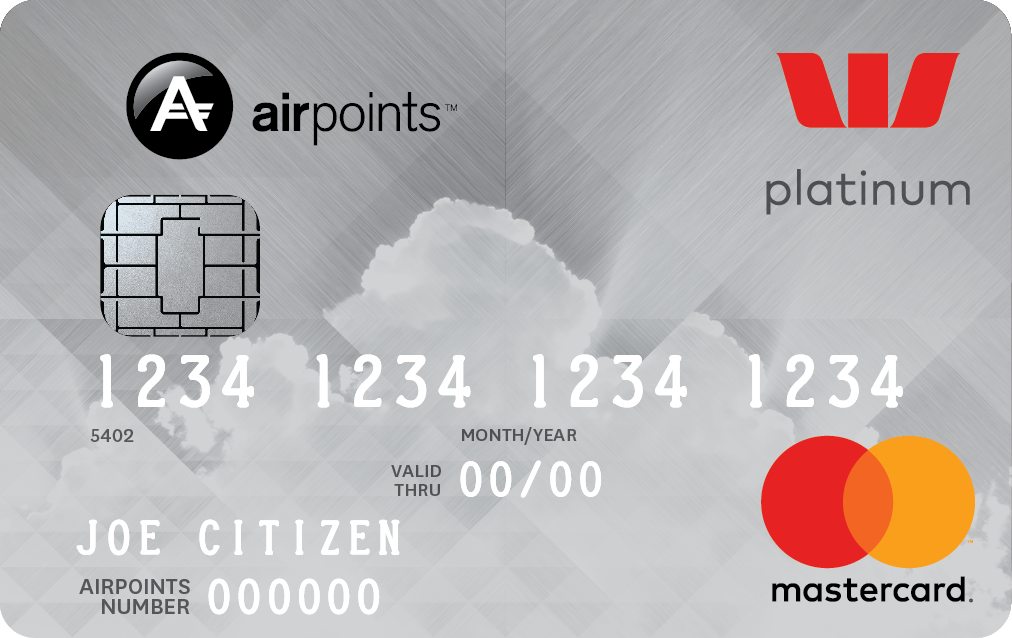 airpoints™
platinum
1234 1234 1234 1234
5402
MONTH/YEAR
VALID THRU 00/00
JOE CITIZEN
AIRPOINTS NUMBER 000000
mastercard.